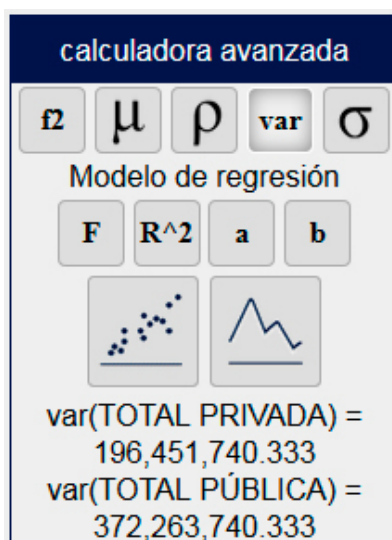 calculadora avanzada
f2 μ ρ var σ
Modelo de regresión
F R^2 a b
var(TOTAL PRIVADA) =
196,451,740.333
var(TOTAL PÚBLICA) =
372,263,740.333